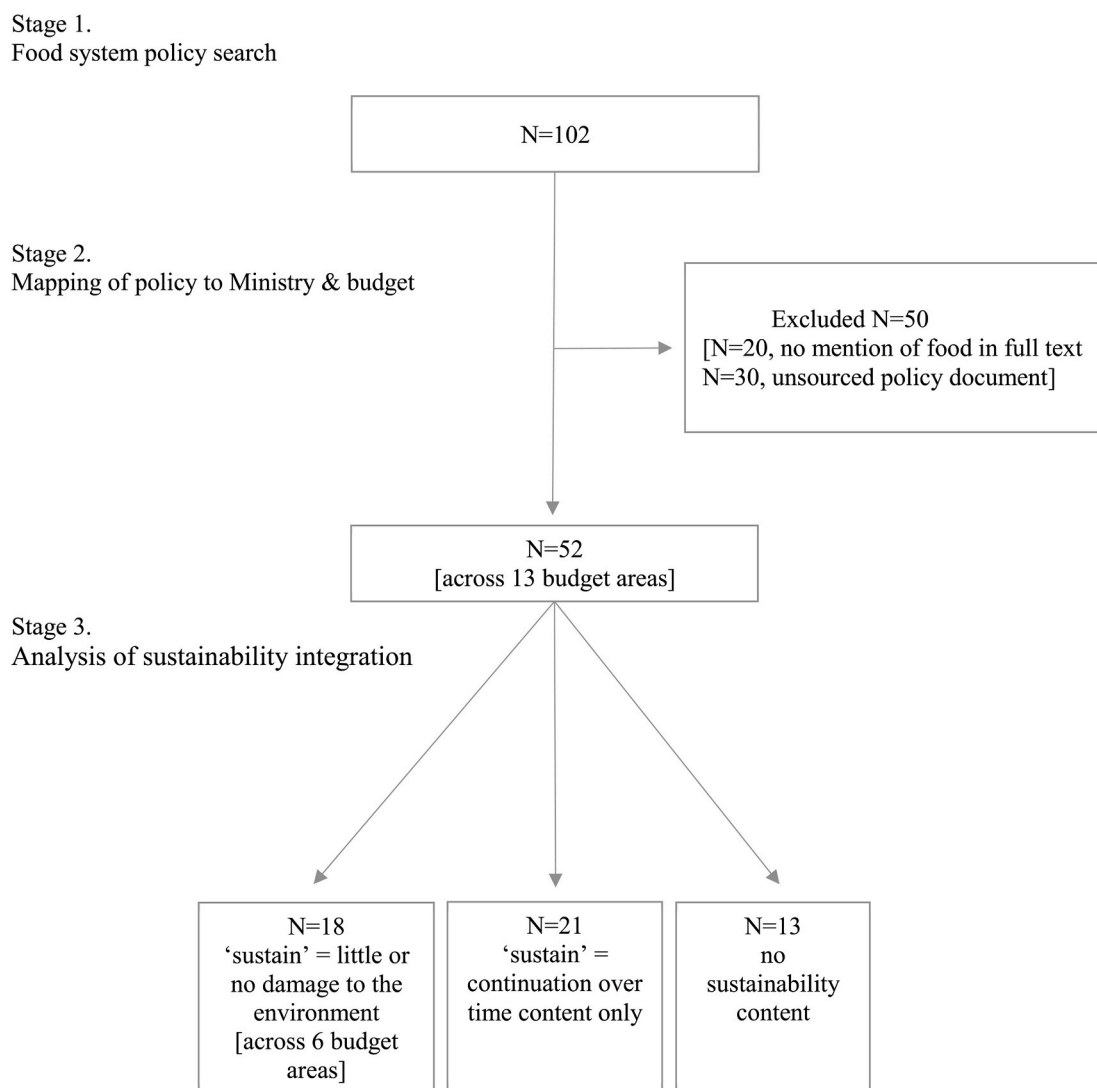 Stage 1.
Food system policy search
N=102
Stage 2.
Mapping of policy to Ministry & budget
Excluded N=50
[N=20, no mention of food in full text
N=30, unsourced policy document]
N=52
[across 13 budget areas]
Stage 3.
Analysis of sustainability integration
N=18
‘sustain’ = little or
no damage to the
environment
[across 6 budget
areas]
N=21
‘sustain’ =
continuation over
time content only
N=13
no
sustainability
content